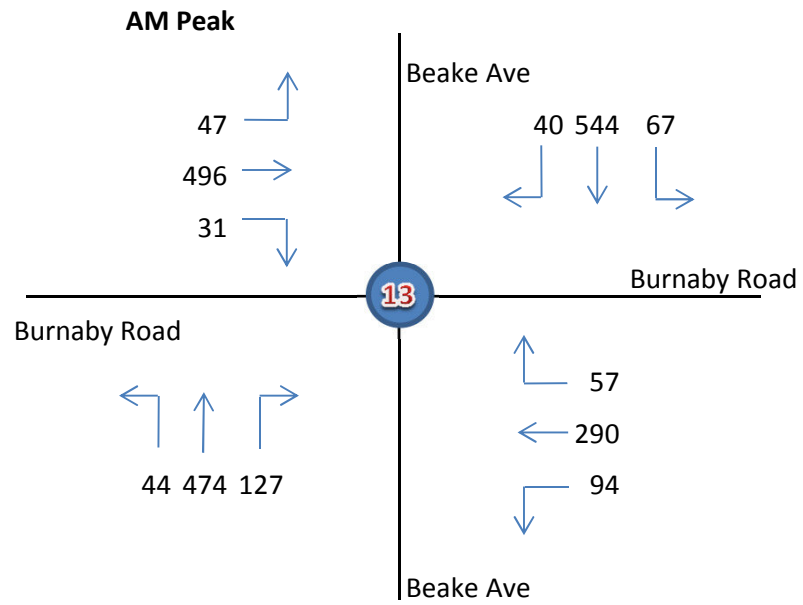 AM Peak
Beake Ave
47
40 544 67
496
31
Burnaby Road
13
Burnaby Road
57
290
94
44 474 127
Beake Ave